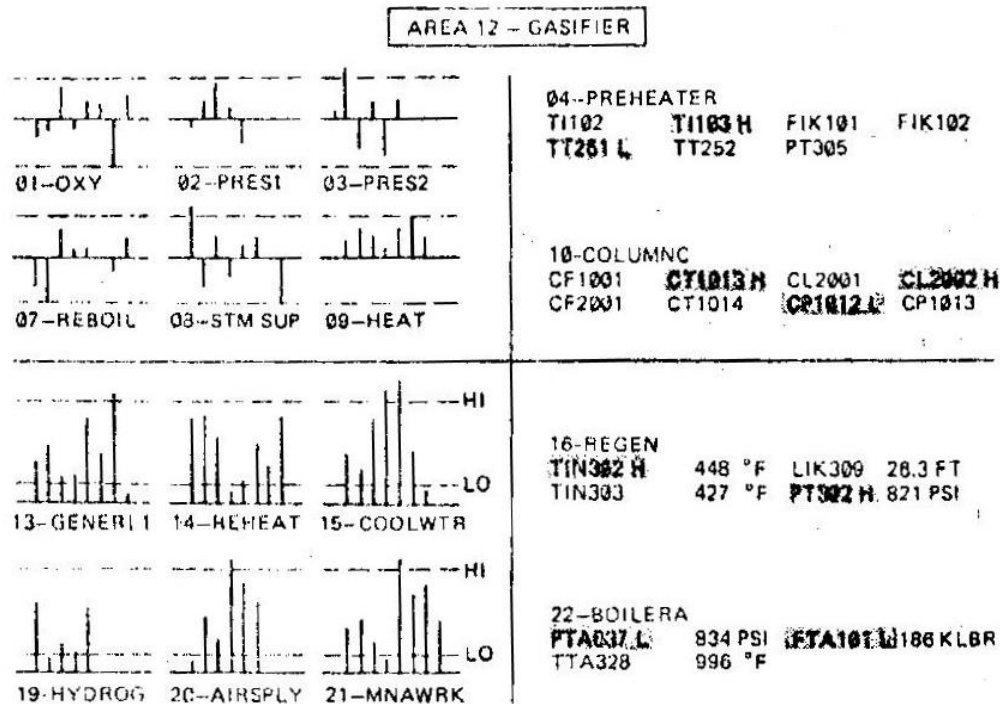 AREA 12 – GASIFIER
01–OXY 02–PRES1 03–PRES2
04–PREHEATER
TI102 TI103 H FIK101 FIK102
TT251 L TT252 PT305
07–REBOIL 08–STM SUP 09–HEAT
10–COLUMNC
CF1001 CT1013 H CL2001 CL2002 H
CF2001 CT1014 CP1012 L CP1013
HI
LO
13–GENERL1 14–REHEAT 15–COOLWTR
16–REGEN
TIN302 H 448 °F LIK309 26.3 FT
TIN303 427 °F PT302 H 821 PSI
HI
LO
19–HYDROG 20–AIRSPLY 21–MNAWRK
22–BOILERA
PTA037 L 934 PSI FTA101 L 186 KLBR
TTA328 996 °F